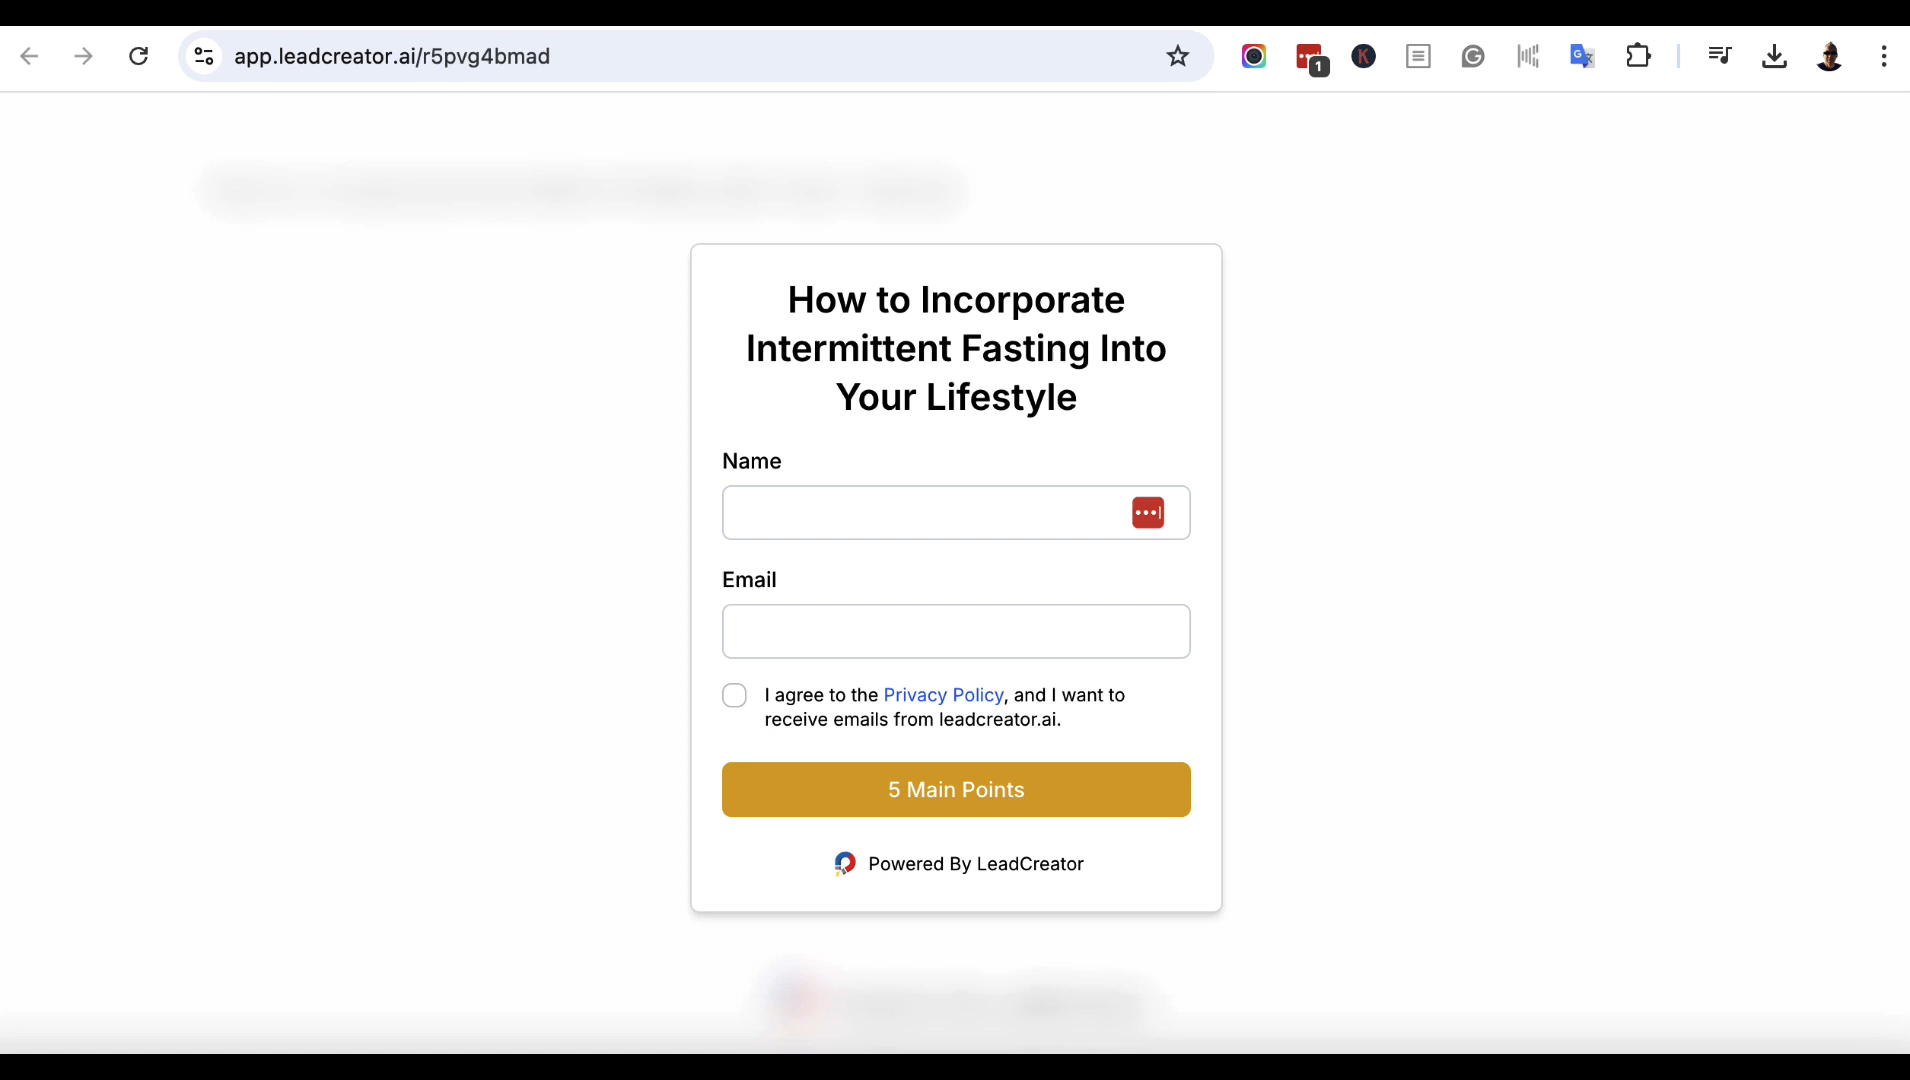 app.leadcreator.ai/r5pvg4bmad
1
K
G
How to Incorporate
Intermittent Fasting Into
Your Lifestyle
Name
Email
I agree to the Privacy Policy, and I want to
receive emails from leadcreator.ai.
5 Main Points
Powered By LeadCreator